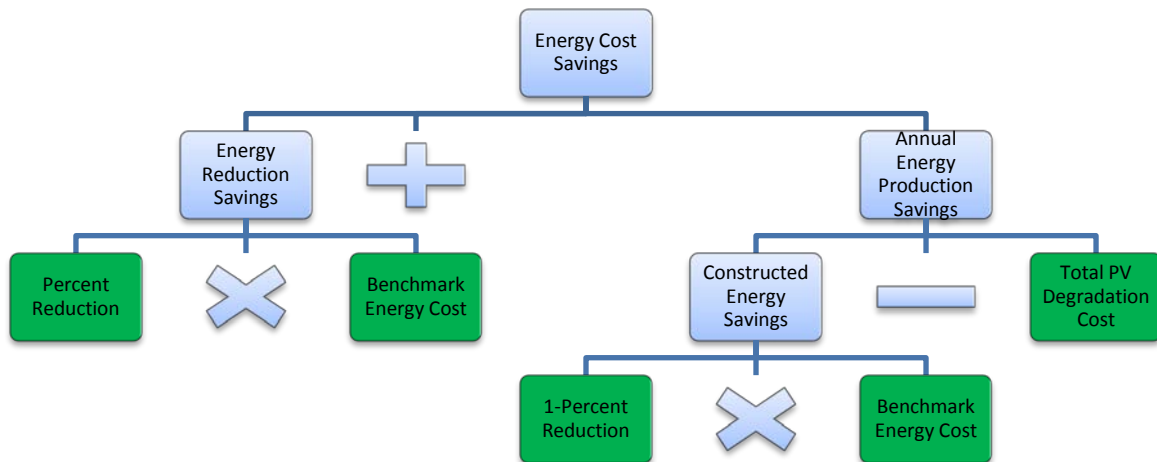 Energy Cost
Savings
Energy
Reduction
Savings
Annual
Energy
Production
Savings
Percent
Reduction
Benchmark
Energy Cost
Constructed
Energy
Savings
Total PV
Degradation
Cost
1-Percent
Reduction
Benchmark
Energy Cost